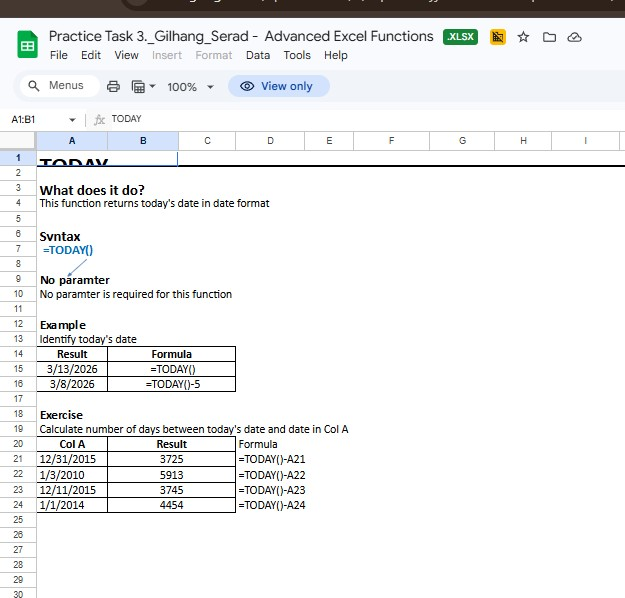 Practice Task 3._Gilhang_Serad - Advanced Excel Functions .XLSX
File Edit View Insert Format Data Tools Help
Menus 100% View only
A1:B1 fx TODAY
A B C D E F G H I
1 TODAY
2
3 What does it do?
4 This function returns today's date in date format
5
6 Syntax
7 =TODAY()
8
9 No paramter
10 No paramter is required for this function
11
12 Example
13 Identify today's date
14 Result Formula
15 3/13/2026 =TODAY()
16 3/8/2026 =TODAY()-5
17
18 Exercise
19 Calculate number of days between today's date and date in Col A
20 Col A Result Formula
21 12/31/2015 3725 =TODAY()-A21
22 1/3/2010 5913 =TODAY()-A22
23 12/11/2015 3745 =TODAY()-A23
24 1/1/2014 4454 =TODAY()-A24
25
26
27
28
29
30